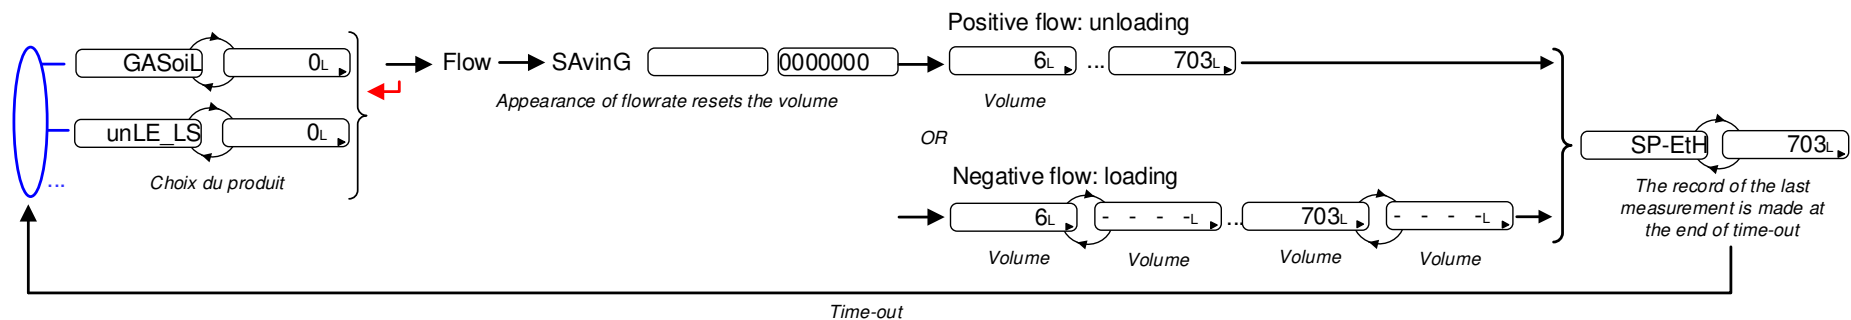 Positive flow: unloading
GASoiL 0L Flow SAvinG 0000000 6L ... 703L
Appearance of flowrate resets the volume Volume
unLE_LS 0L OR
... Choix du produit
SP-EtH 703L
Negative flow: loading
The record of the last
measurement is made at
the end of time-out
6L - - - -L ... 703L - - - -L
Volume Volume Volume Volume
Time-out